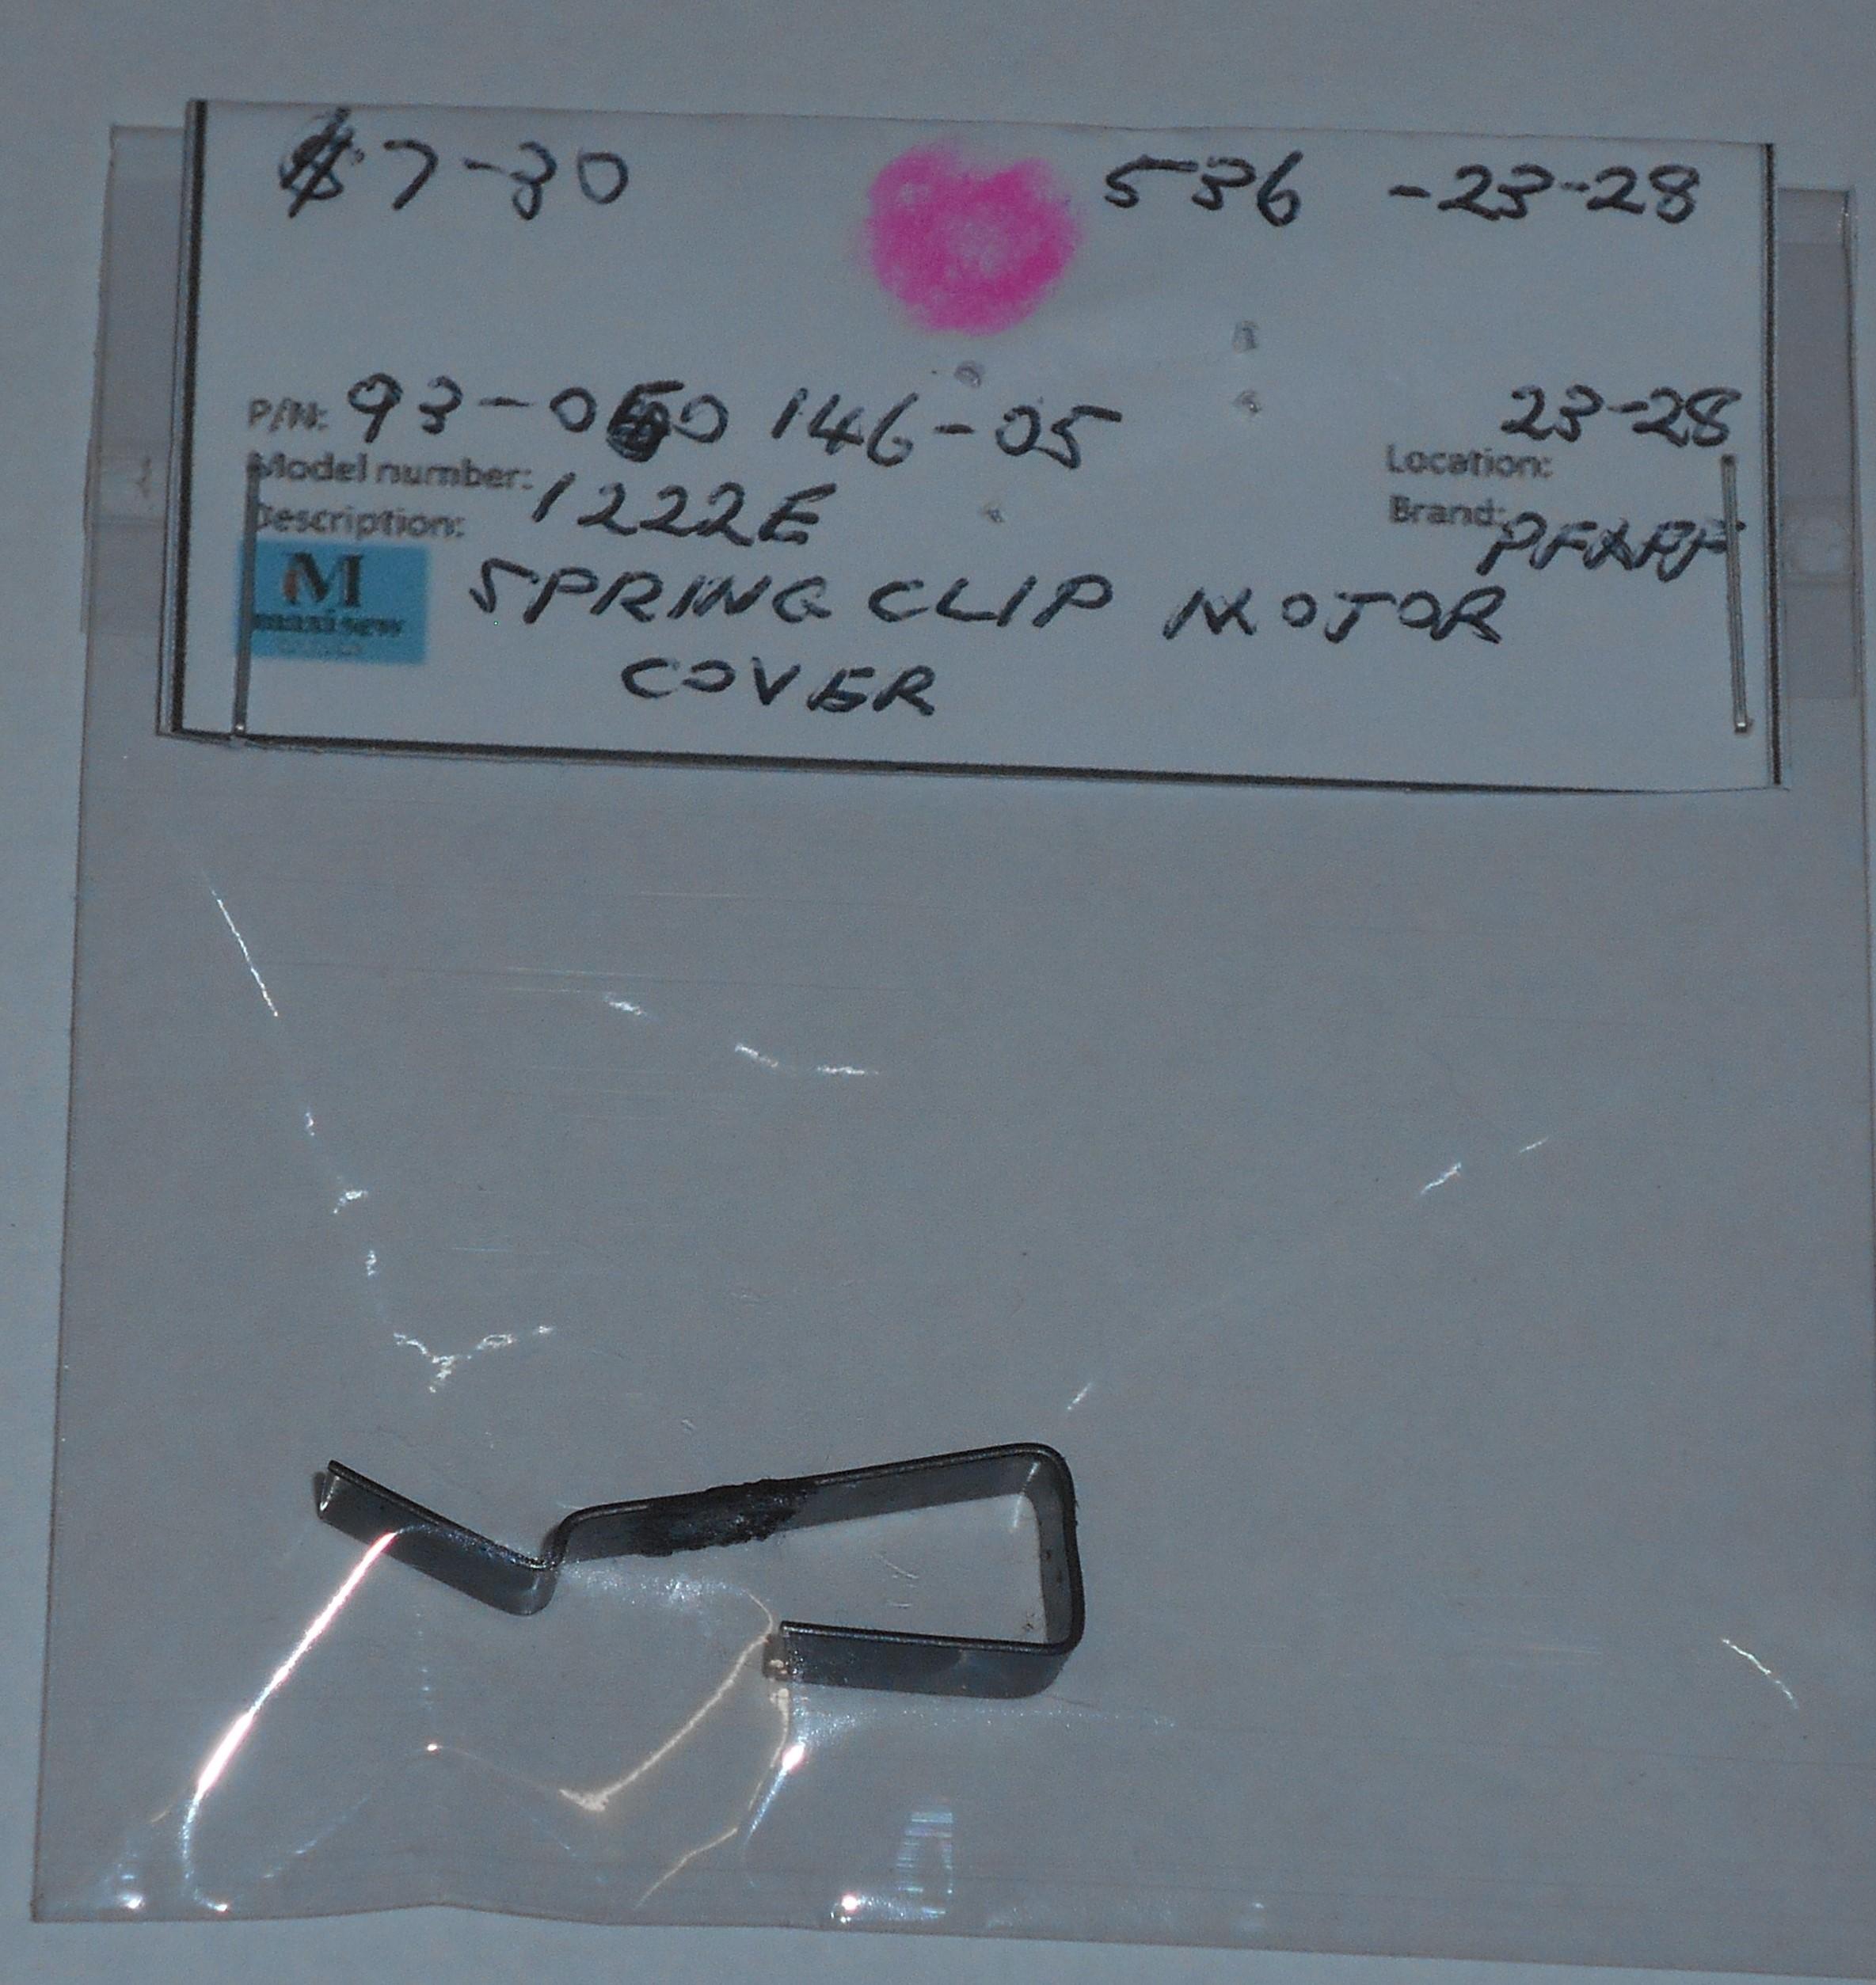 $7-30 536 -23-28
P/N: 93-050 146-05 23-28
Model number: 1222E Location:
Description: Brand: PFAFF
M
maxisew
SPRING CLIP MOTOR
COVER